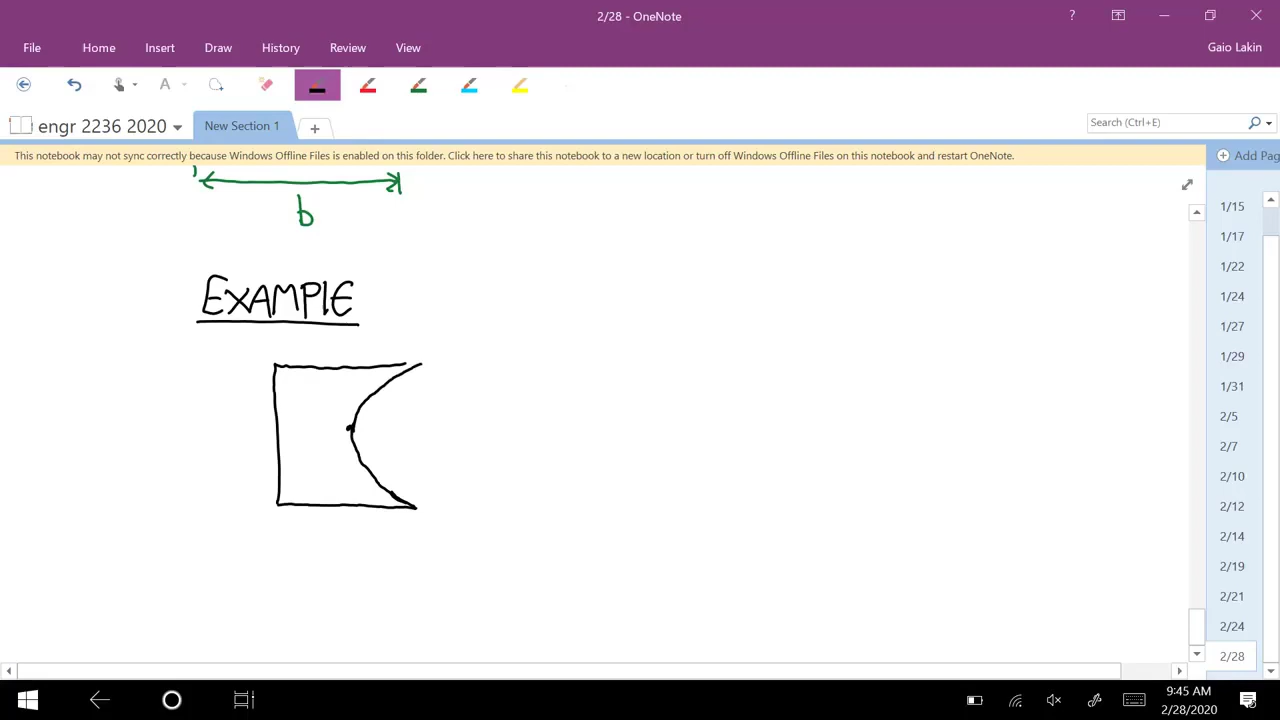 2/28 - OneNote
?
File Home Insert Draw History Review View
Gaio Lakin
A
engr 2236 2020
New Section 1
+
Search (Ctrl+E)
This notebook may not sync correctly because Windows Offline Files is enabled on this folder. Click here to share this notebook to a new location or turn off Windows Offline Files on this notebook and restart OneNote.
Add Pag
b
EXAMPLE
1/15
1/17
1/22
1/24
1/27
1/29
1/31
2/5
2/7
2/10
2/12
2/14
2/19
2/21
2/24
2/28
9:45 AM
2/28/2020